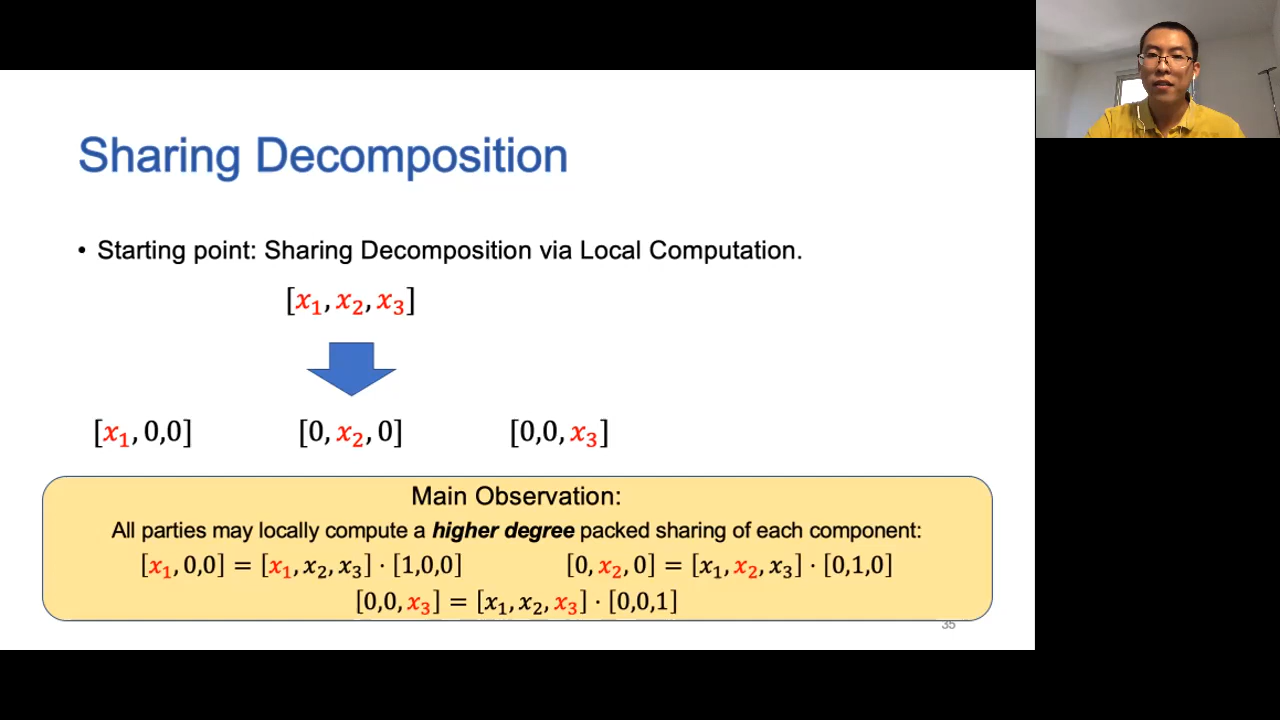 Sharing Decomposition
• Starting point: Sharing Decomposition via Local Computation.
[x₁, x₂, x₃]
[x₁, 0,0] [0, x₂, 0] [0,0, x₃]
Main Observation:
All parties may locally compute a higher degree packed sharing of each component:
[x₁, 0,0] = [x₁, x₂, x₃] · [1,0,0] [0, x₂, 0] = [x₁, x₂, x₃] · [0,1,0]
[0,0, x₃] = [x₁, x₂, x₃] · [0,0,1]
35